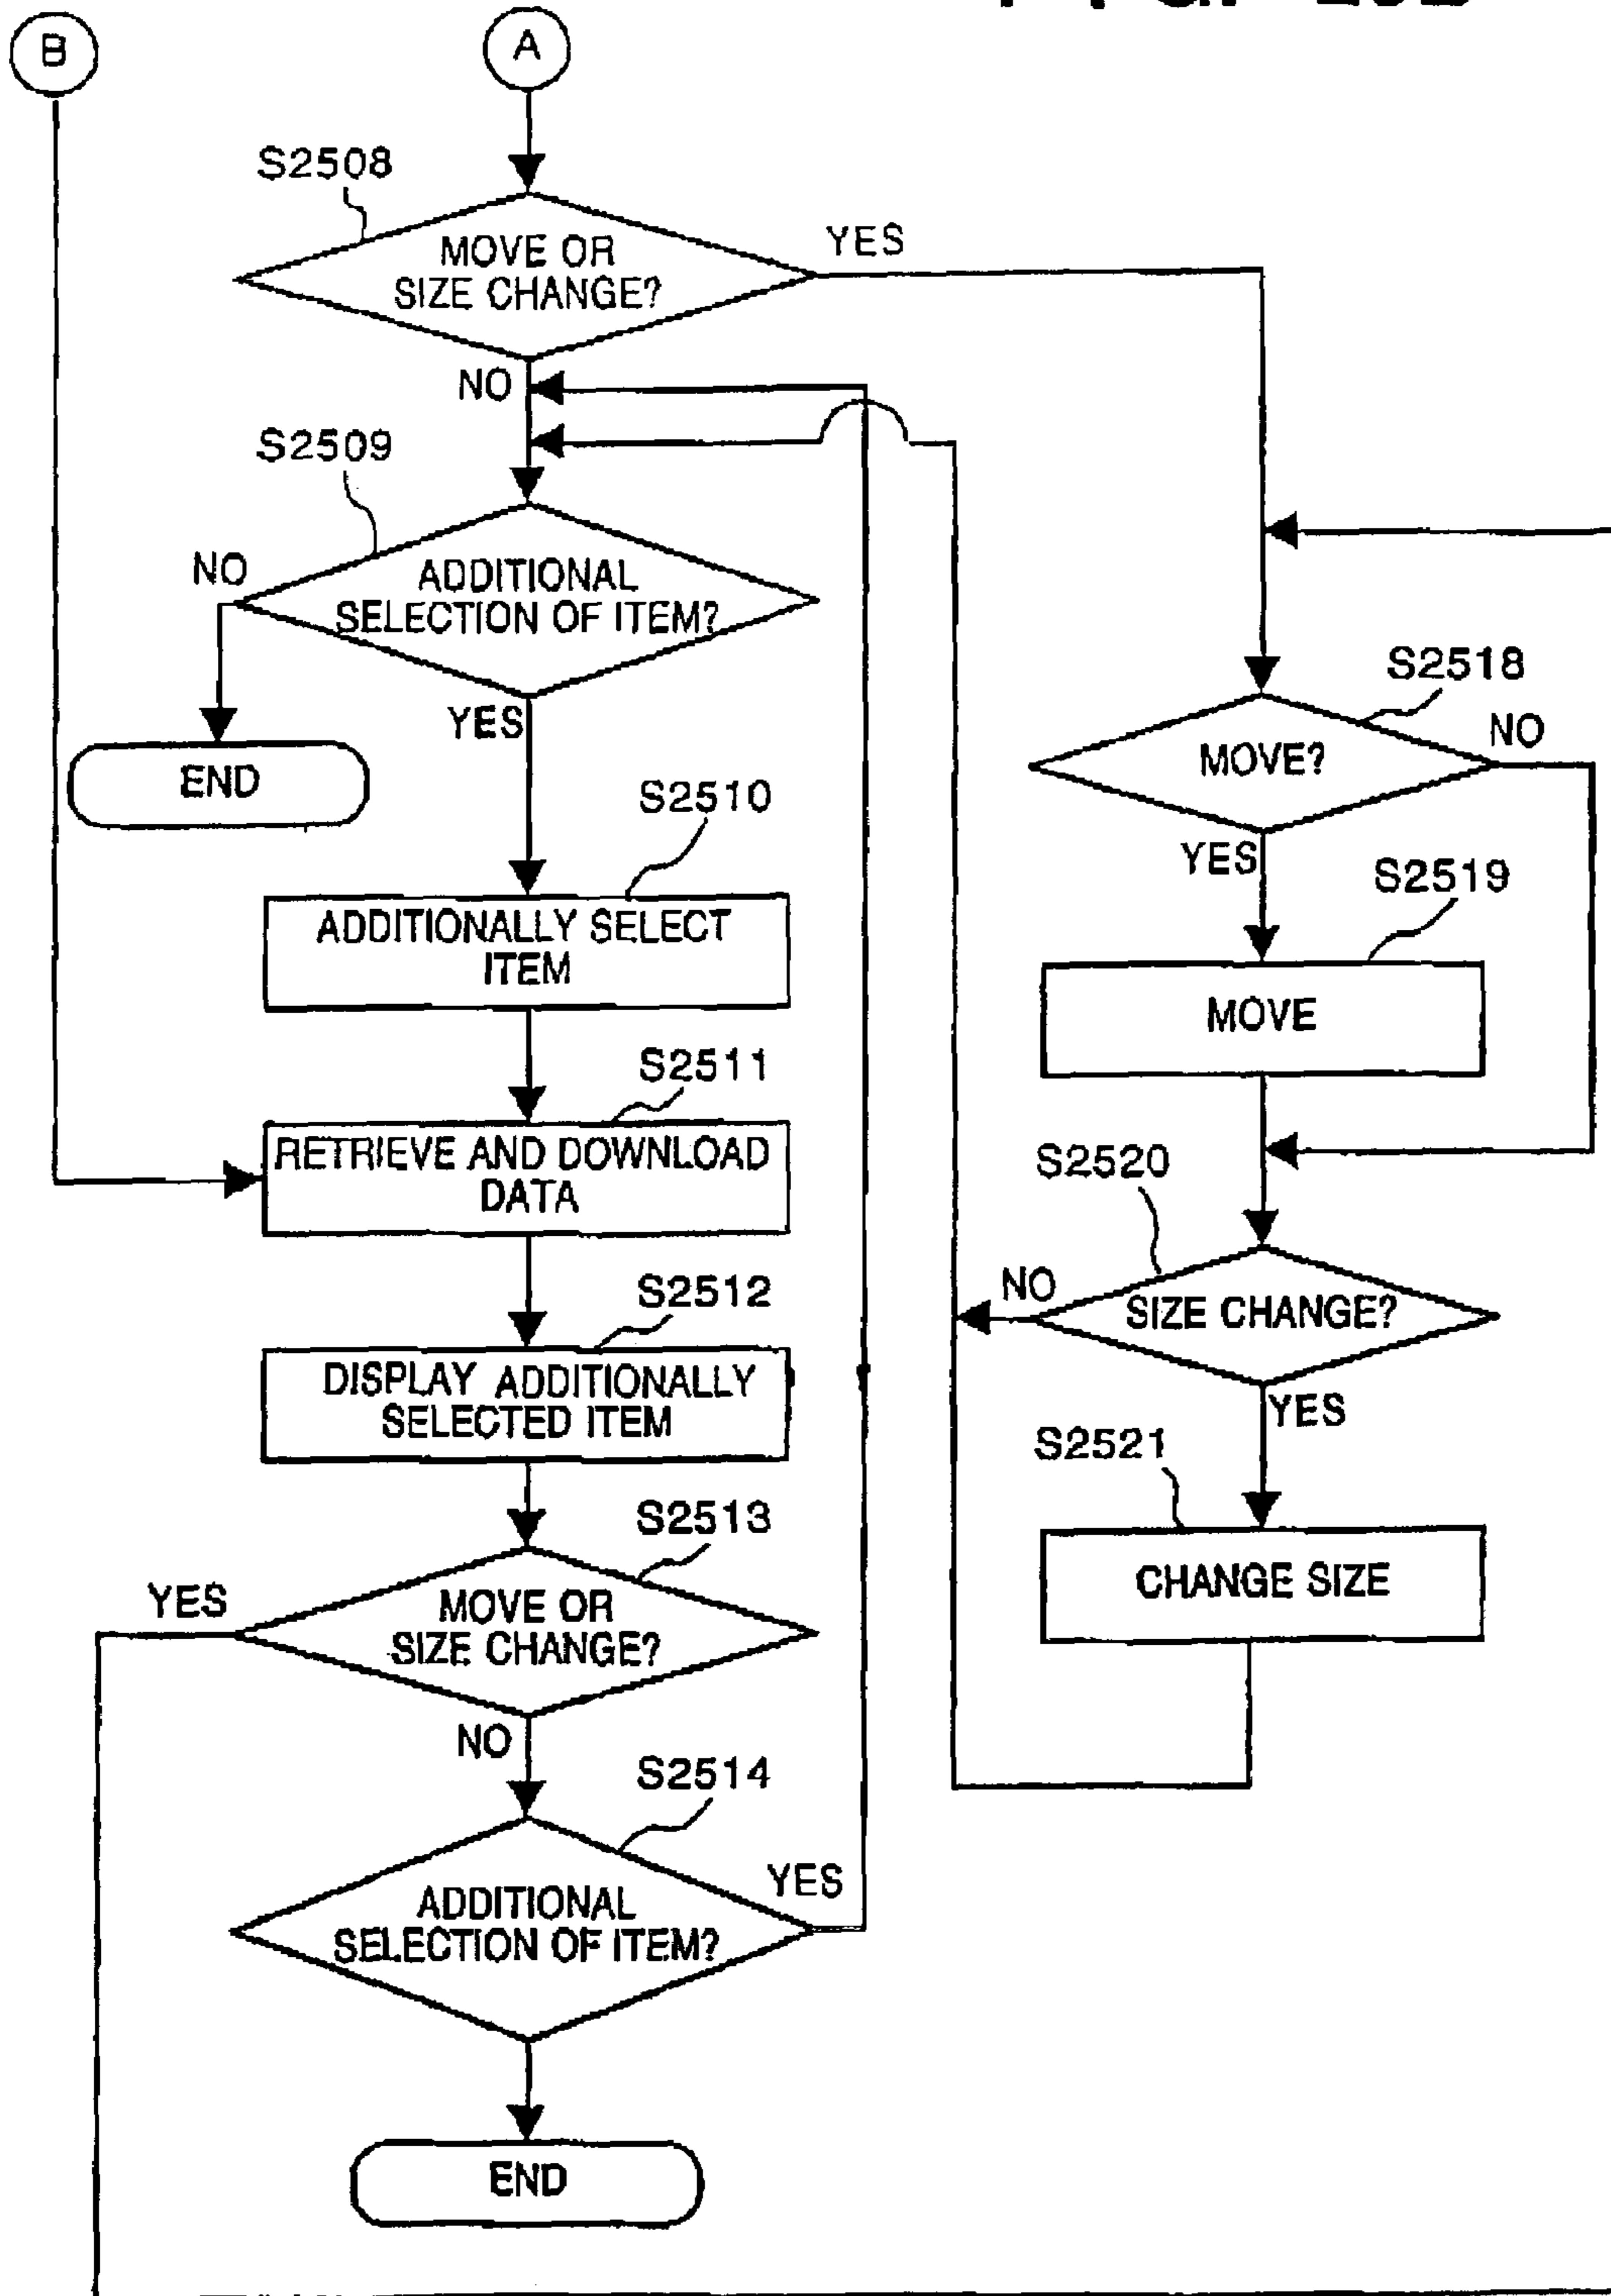 B
A
S2508
MOVE OR
SIZE CHANGE?
YES
NO
S2509
ADDITIONAL
SELECTION OF ITEM?
NO
YES
END
S2510
ADDITIONALLY SELECT
ITEM
S2511
RETRIEVE AND DOWNLOAD
DATA
S2512
DISPLAY ADDITIONALLY
SELECTED ITEM
S2513
MOVE OR
SIZE CHANGE?
YES
NO
S2514
ADDITIONAL
SELECTION OF ITEM?
YES
END
S2518
MOVE?
NO
YES
S2519
MOVE
S2520
SIZE CHANGE?
NO
YES
S2521
CHANGE SIZE